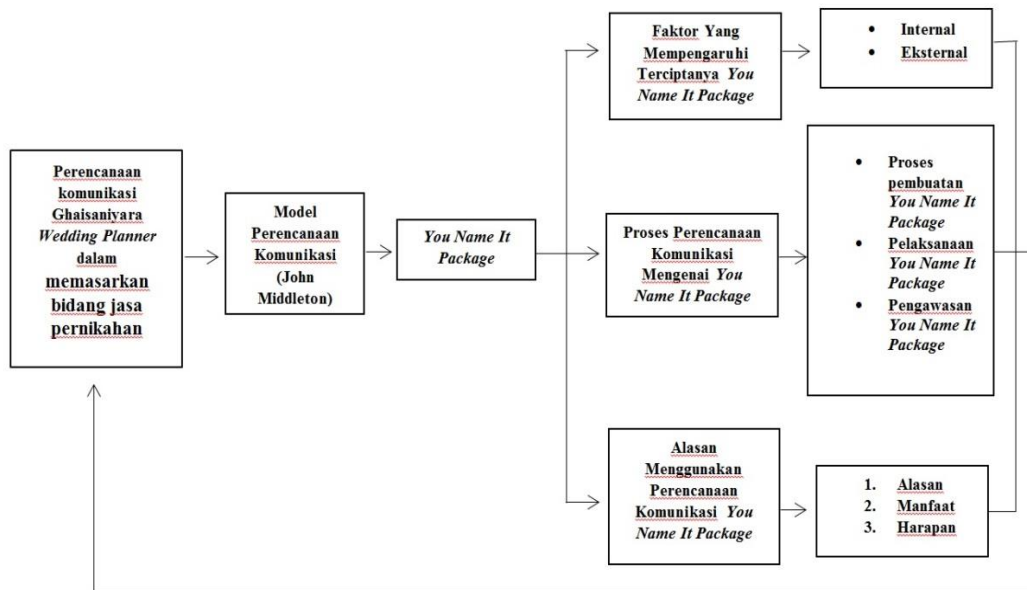 Perencanaan
komunikasi
Ghaisaniyara
Wedding Planner
dalam
memasarkan
bidang jasa
pernikahan
Model
Perencanaan
Komunikasi
(John
Middleton)
You Name It
Package
Faktor Yang
Mempengaruhi
Terciptanya You
Name It Package
• Internal
• Eksternal
Proses Perencanaan
Komunikasi
Mengenai You
Name It Package
• Proses
pembuatan
You Name It
Package
• Pelaksanaan
You Name It
Package
• Pengawasan
You Name It
Package
Alasan
Menggunakan
Perencanaan
Komunikasi You
Name It Package
1. Alasan
2. Manfaat
3. Harapan